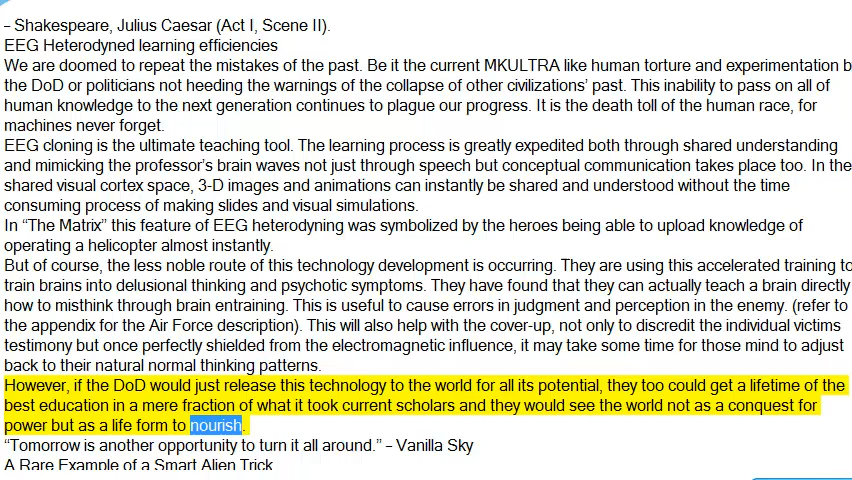 – Shakespeare, Julius Caesar (Act I, Scene II).
EEG Heterodyned learning efficiencies
We are doomed to repeat the mistakes of the past. Be it the current MKULTRA like human torture and experimentation b
the DoD or politicians not heeding the warnings of the collapse of other civilizations’ past. This inability to pass on all of
human knowledge to the next generation continues to plague our progress. It is the death toll of the human race, for
machines never forget.
EEG cloning is the ultimate teaching tool. The learning process is greatly expedited both through shared understanding
and mimicking the professor’s brain waves not just through speech but conceptual communication takes place too. In the
shared visual cortex space, 3-D images and animations can instantly be shared and understood without the time
consuming process of making slides and visual simulations.
In “The Matrix” this feature of EEG heterodyning was symbolized by the heroes being able to upload knowledge of
operating a helicopter almost instantly.
But of course, the less noble route of this technology development is occurring. They are using this accelerated training to
train brains into delusional thinking and psychotic symptoms. They have found that they can actually teach a brain directly
how to misthink through brain entraining. This is useful to cause errors in judgment and perception in the enemy. (refer to
the appendix for the Air Force description). This will also help with the cover-up, not only to discredit the individual victims
testimony but once perfectly shielded from the electromagnetic influence, it may take some time for those mind to adjust
back to their natural normal thinking patterns.
However, if the DoD would just release this technology to the world for all its potential, they too could get a lifetime of the
best education in a mere fraction of what it took current scholars and they would see the world not as a conquest for
power but as a life form to nourish.
“Tomorrow is another opportunity to turn it all around.” – Vanilla Sky
A Rare Example of a Smart Alien Trick